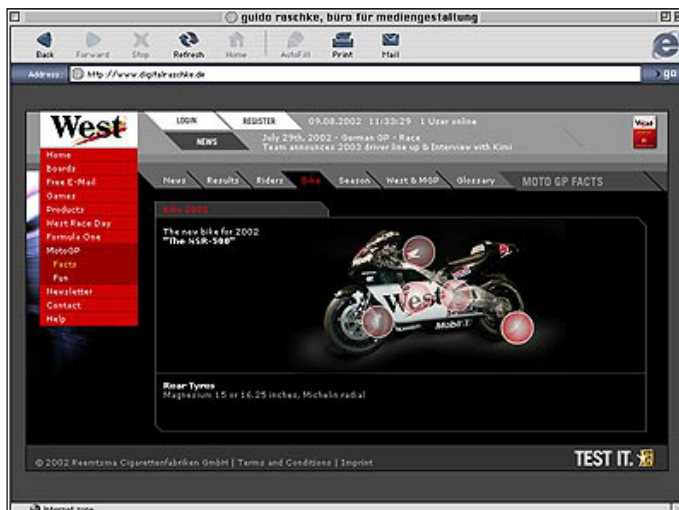 guido raschke, büro für mediengestaltung
Back Forward Stop Refresh Home AutoFill Print Mail
Address: http://www.digitalraschke.de go
West
LOGIN REGISTER 09.08.2002 11:33:29 1 User online
NEWS
July 29th, 2002 - German GP - Race
Team announces 2003 driver line up & Interview with Kimi
West
Home
Boards
Free E-Mail
Games
Products
West Race Day
Formula One
MotoGP
Facts
Fun
Newsletter
Contact
Help
News Results Riders Bike Season West & MGP Glossary MOTO GP FACTS
Bike 2002
The new bike for 2002
"The NSR-500"
West
Mobil 1
Rear Tyres
Magnesium 15 or 16.25 inches, Michelin radial
© 2002 Reemtsma Cigarettenfabriken GmbH | Terms and Conditions | Imprint
TEST IT.
Internet zone